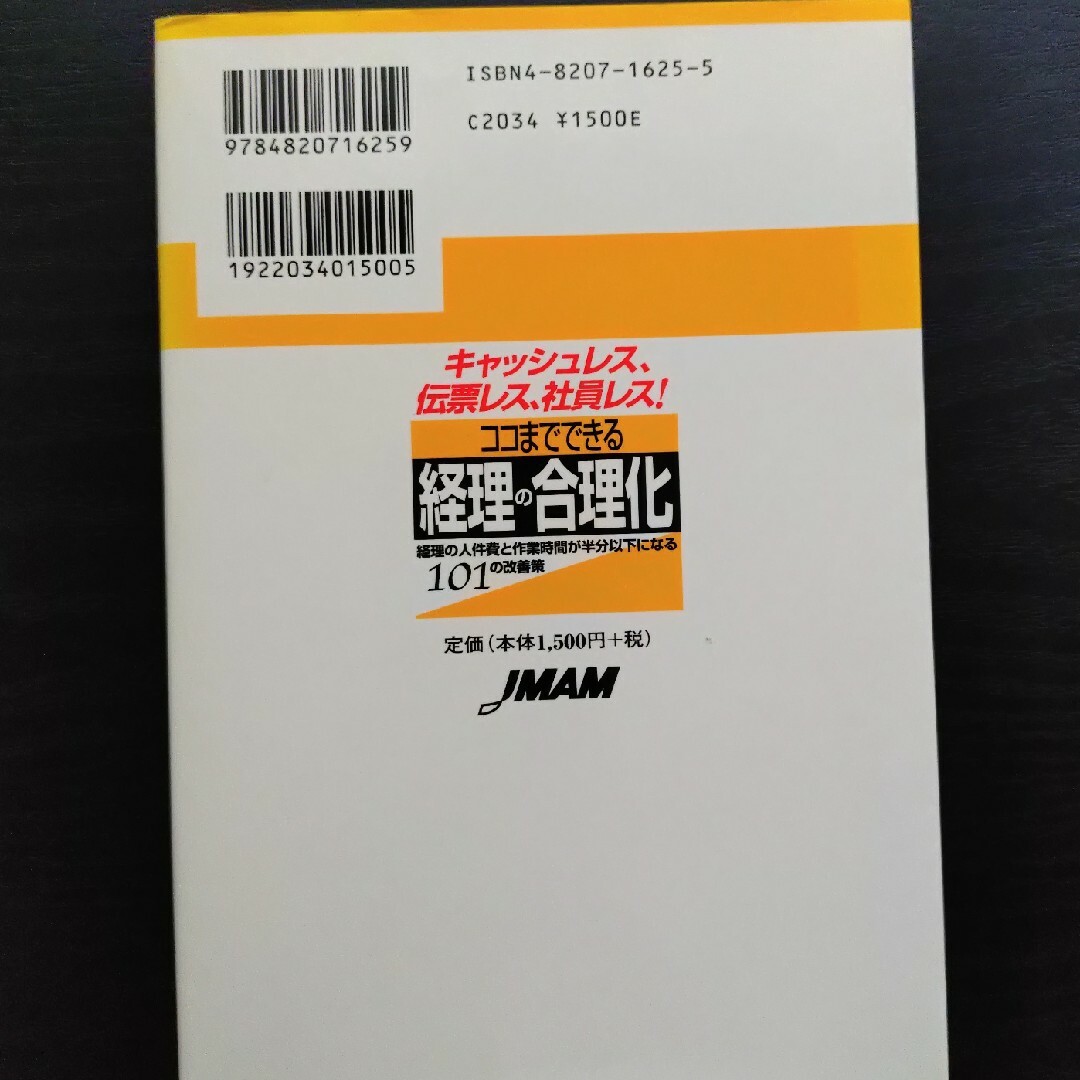 ISBN4-8207-1625-5
9784820716259
C2034 ¥1500E
1922034015005
キャッシュレス、
伝票レス、社員レス!
ココまでできる
経理の合理化
経理の人件費と作業時間が半分以下になる
101の改善策
定価(本体1,500円+税)
JMAM